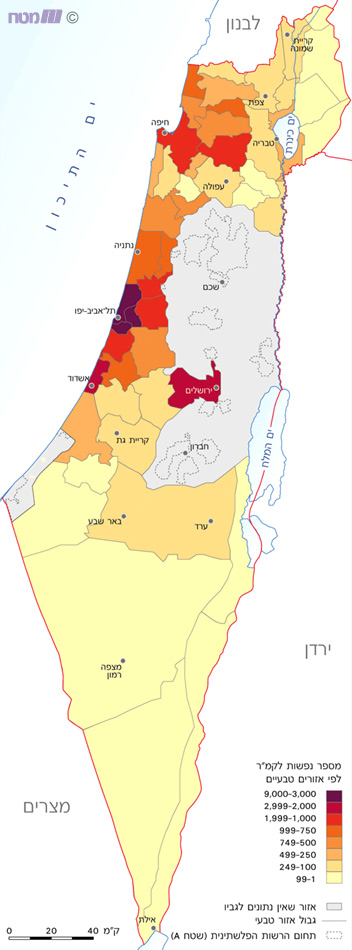 © מטח
לבנון
קריית
שמונה
צפת
ים כינרת
חיפה
טבריה
ים התיכון
עפולה
נתניה
שכם
תל־אביב-יפו
אשדוד
ירושלים
קריית גת
חברון
ים המלח
באר שבע
ערד
ירדן
מצפה
רמון
מצרים
מספר נפשות לקמ"ר
לפי אזורים טבעיים
9,000-3,000
2,999-2,000
1,999-1,000
999-750
749-500
499-250
249-100
99-1
אזור שאין נתונים לגביו
גבול אזור טבעי
תחום הרשות הפלשתינית (שטח A)
אילת
0 20 40 ק"מ